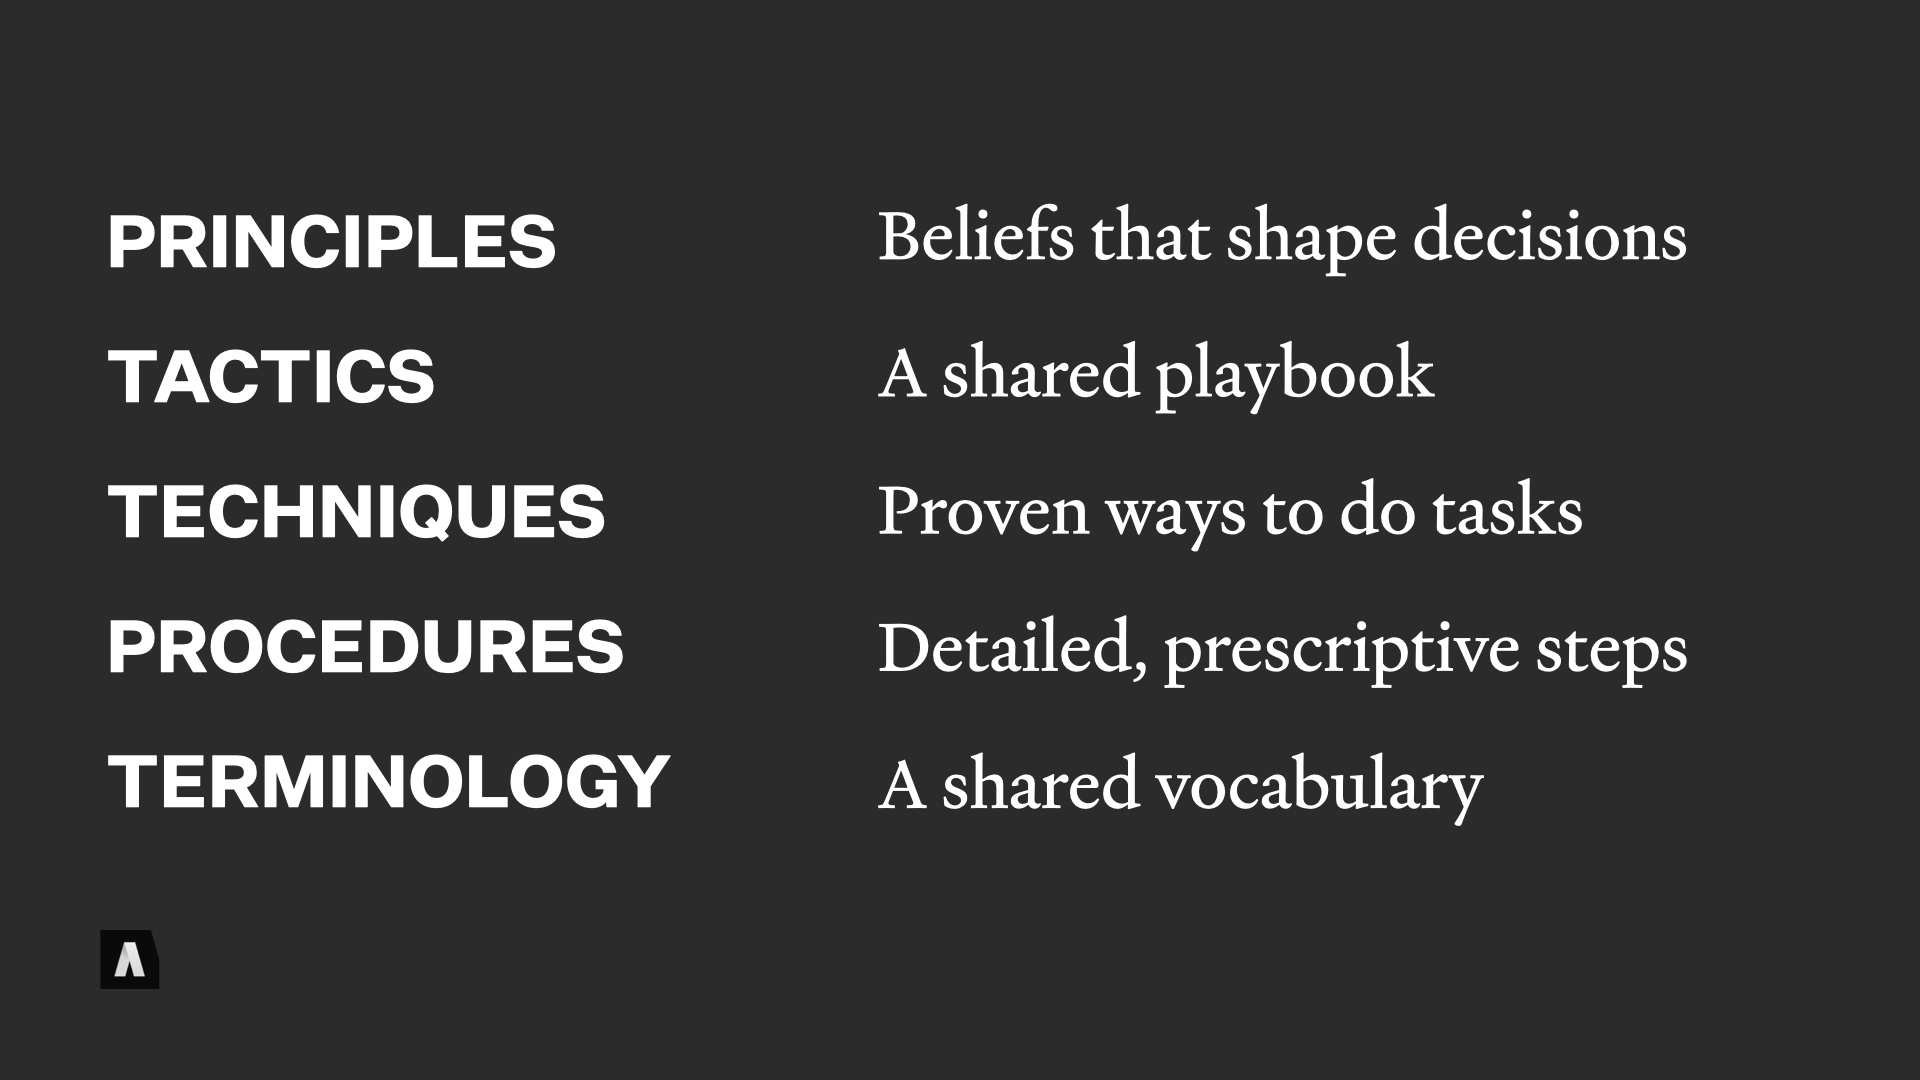 PRINCIPLES Beliefs that shape decisions
TACTICS A shared playbook
TECHNIQUES Proven ways to do tasks
PROCEDURES Detailed, prescriptive steps
TERMINOLOGY A shared vocabulary